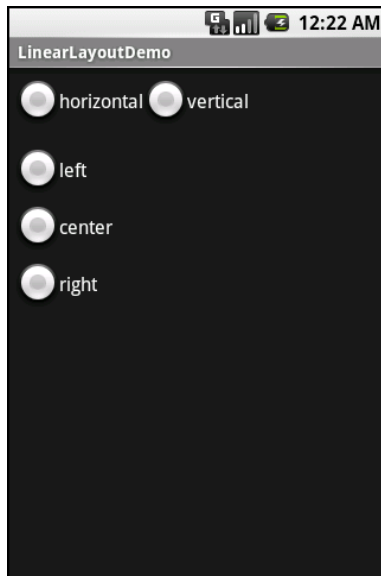 G 12:22 AM
LinearLayoutDemo
horizontal vertical
left
center
right